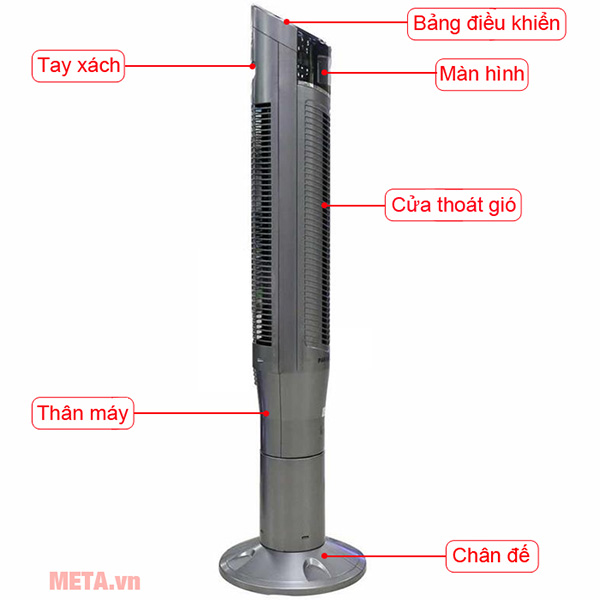 Bảng điều khiển
Tay xách
Màn hình
Cửa thoát gió
Thân máy
Chân đế
META.vn